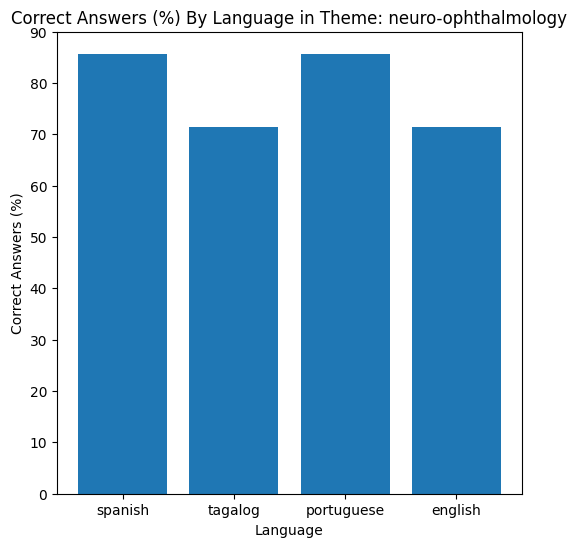 Correct Answers (%) By Language in Theme: neuro-ophthalmology
90
80
70
60
50
40
30
20
10
0
Correct Answers (%)
spanish tagalog portuguese english
Language